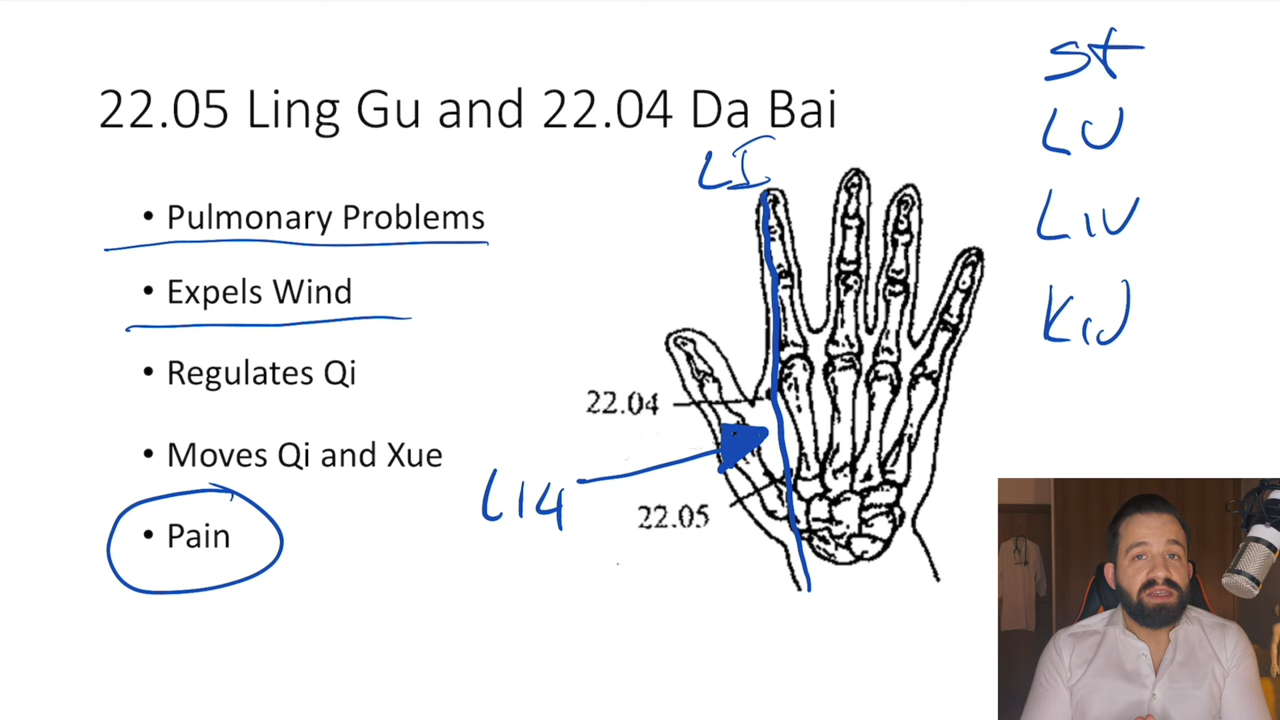 22.05 Ling Gu and 22.04 Da Bai
• Pulmonary Problems
• Expels Wind
• Regulates Qi
• Moves Qi and Xue
• Pain
LI
22.04
LI4
22.05
St
LU
LIV
KID